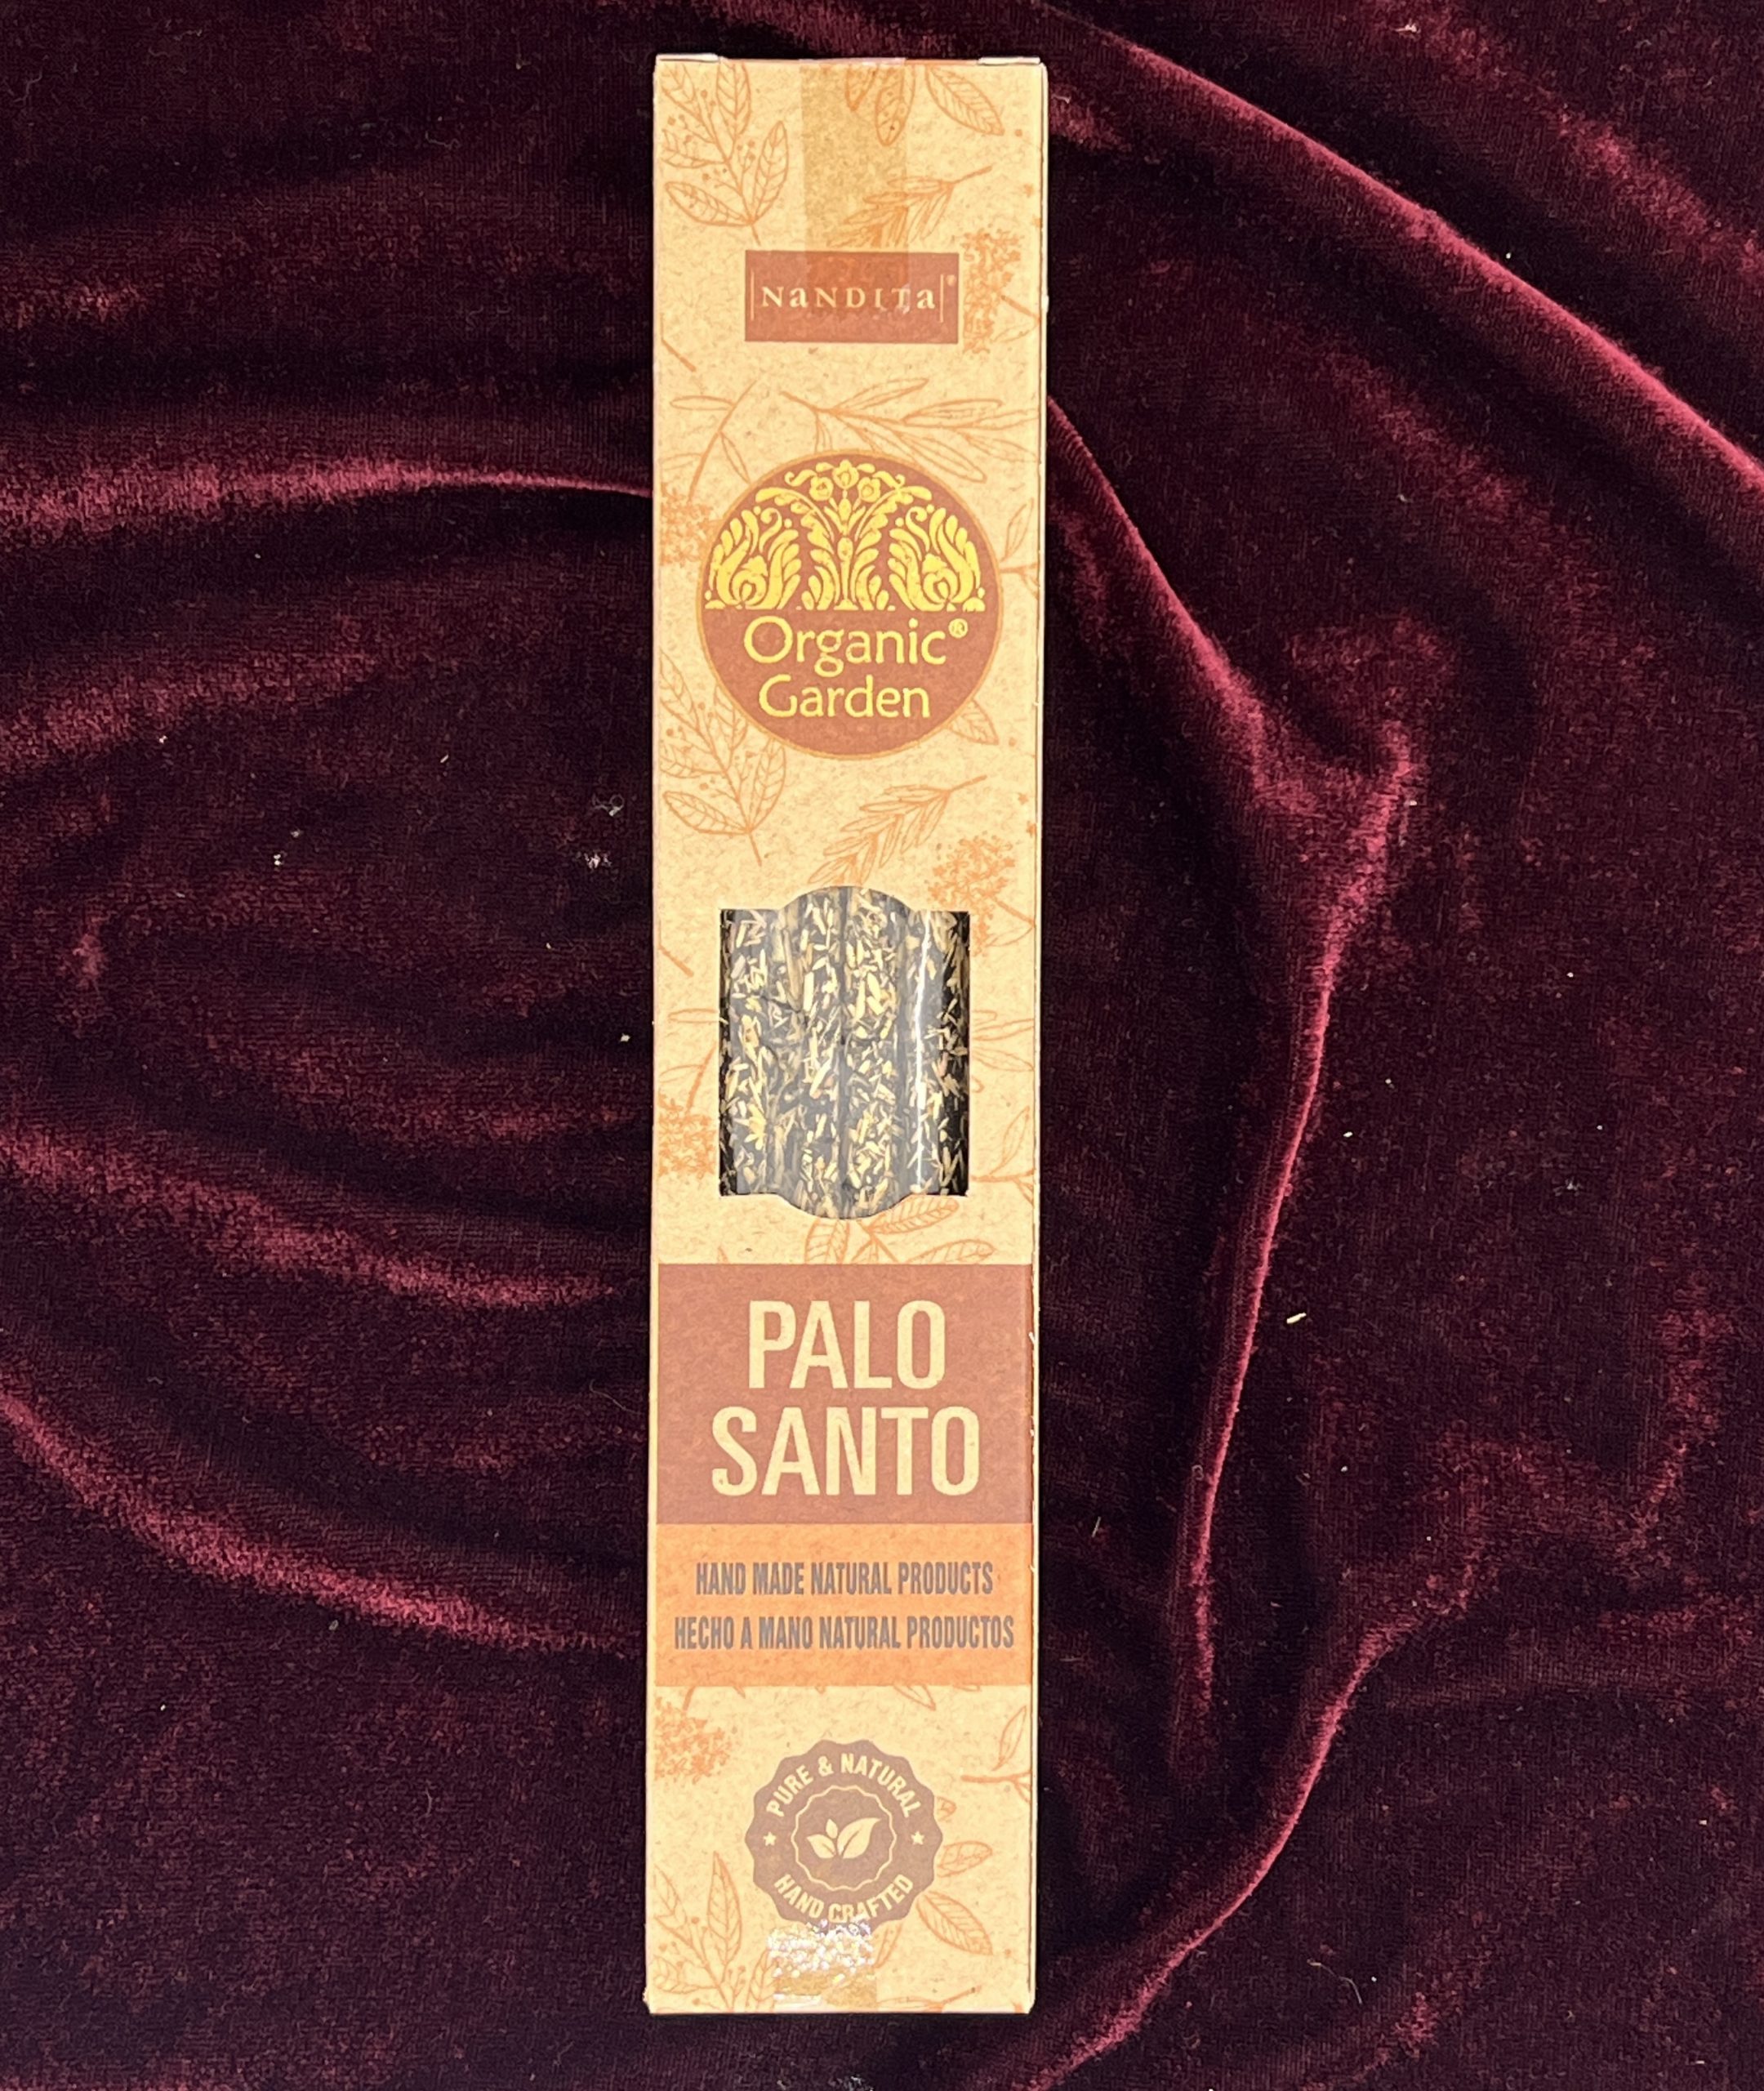 NaNDITa®
Organic®
Garden
PALO
SANTO
HAND MADE NATURAL PRODUCTS
HECHO A MANO NATURAL PRODUCTOS
PURE & NATURAL
HAND CRAFTED